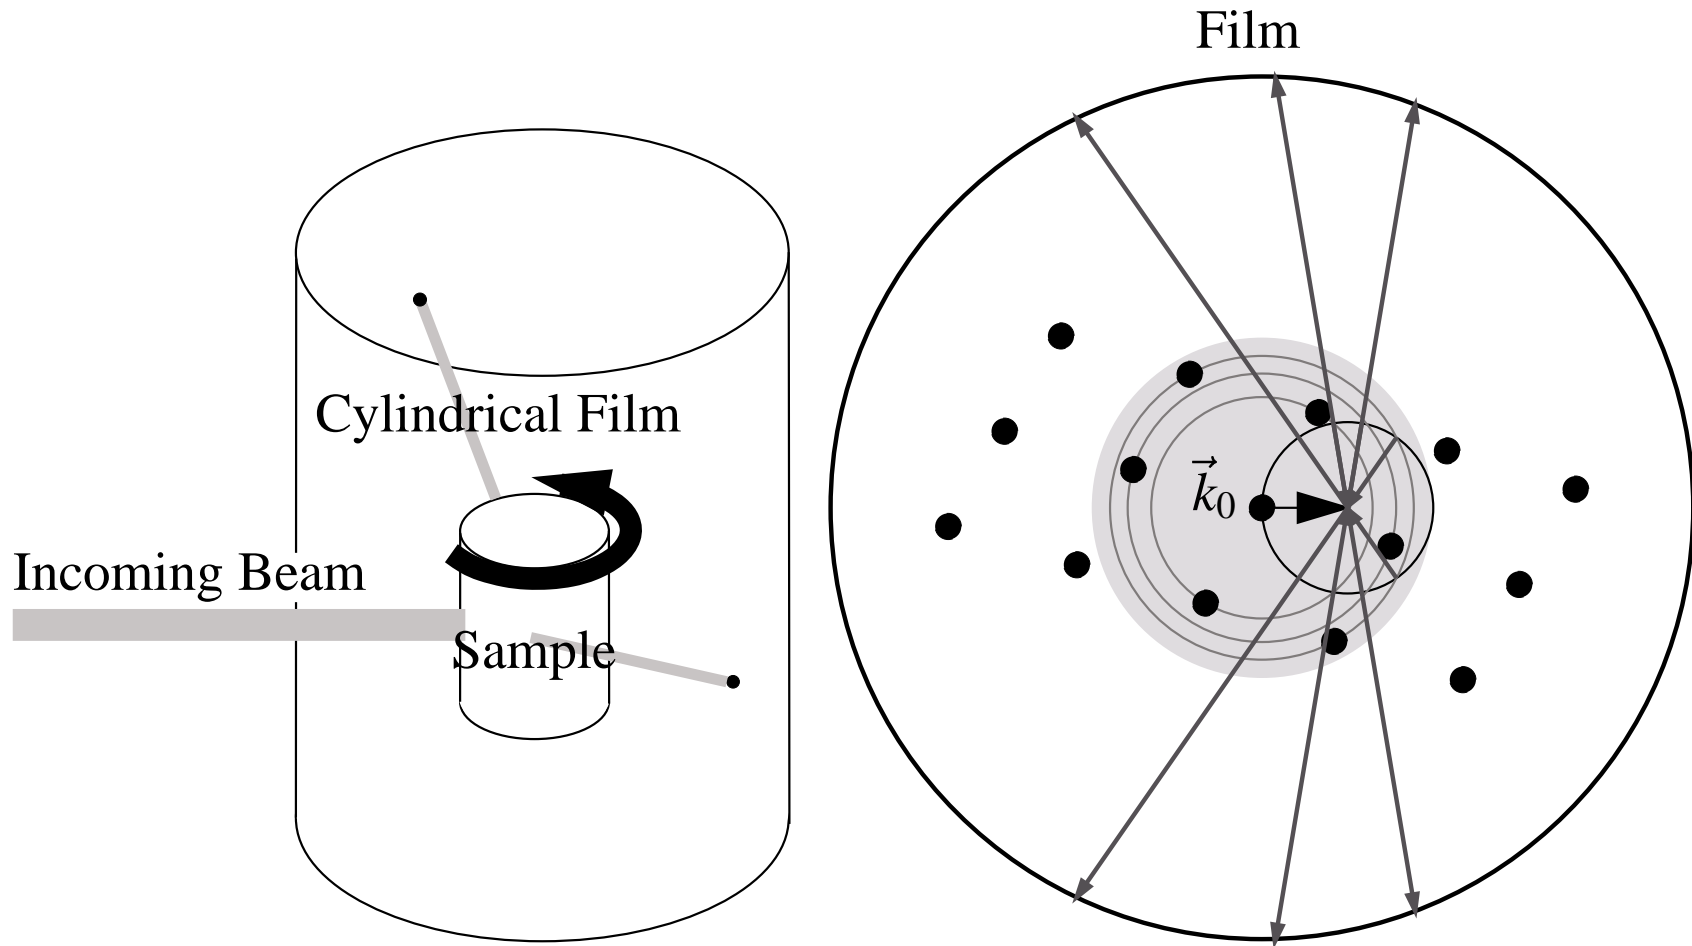 Film
Cylindrical Film
k⃗₀
Incoming Beam
Sample